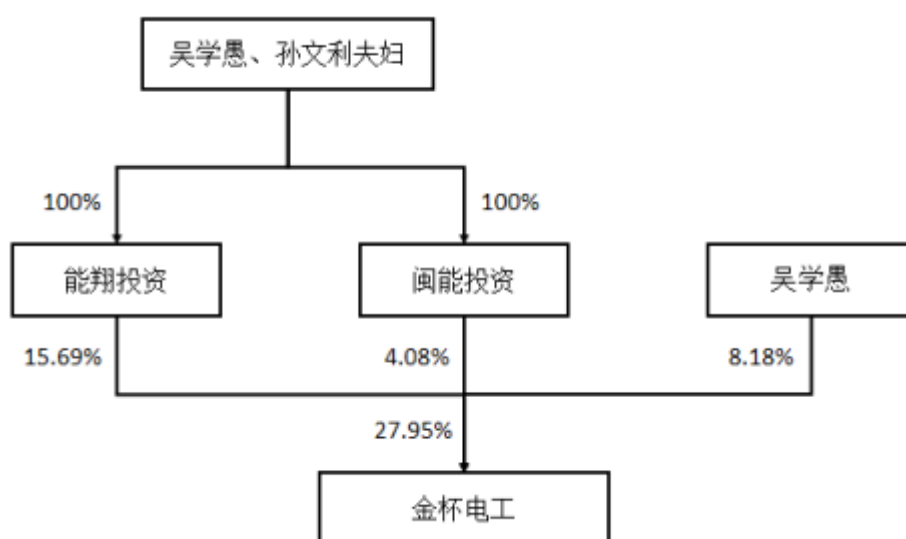 吴学愚、孙文利夫妇
100%
100%
能翔投资
闽能投资
吴学愚
15.69%
4.08%
8.18%
27.95%
金杯电工